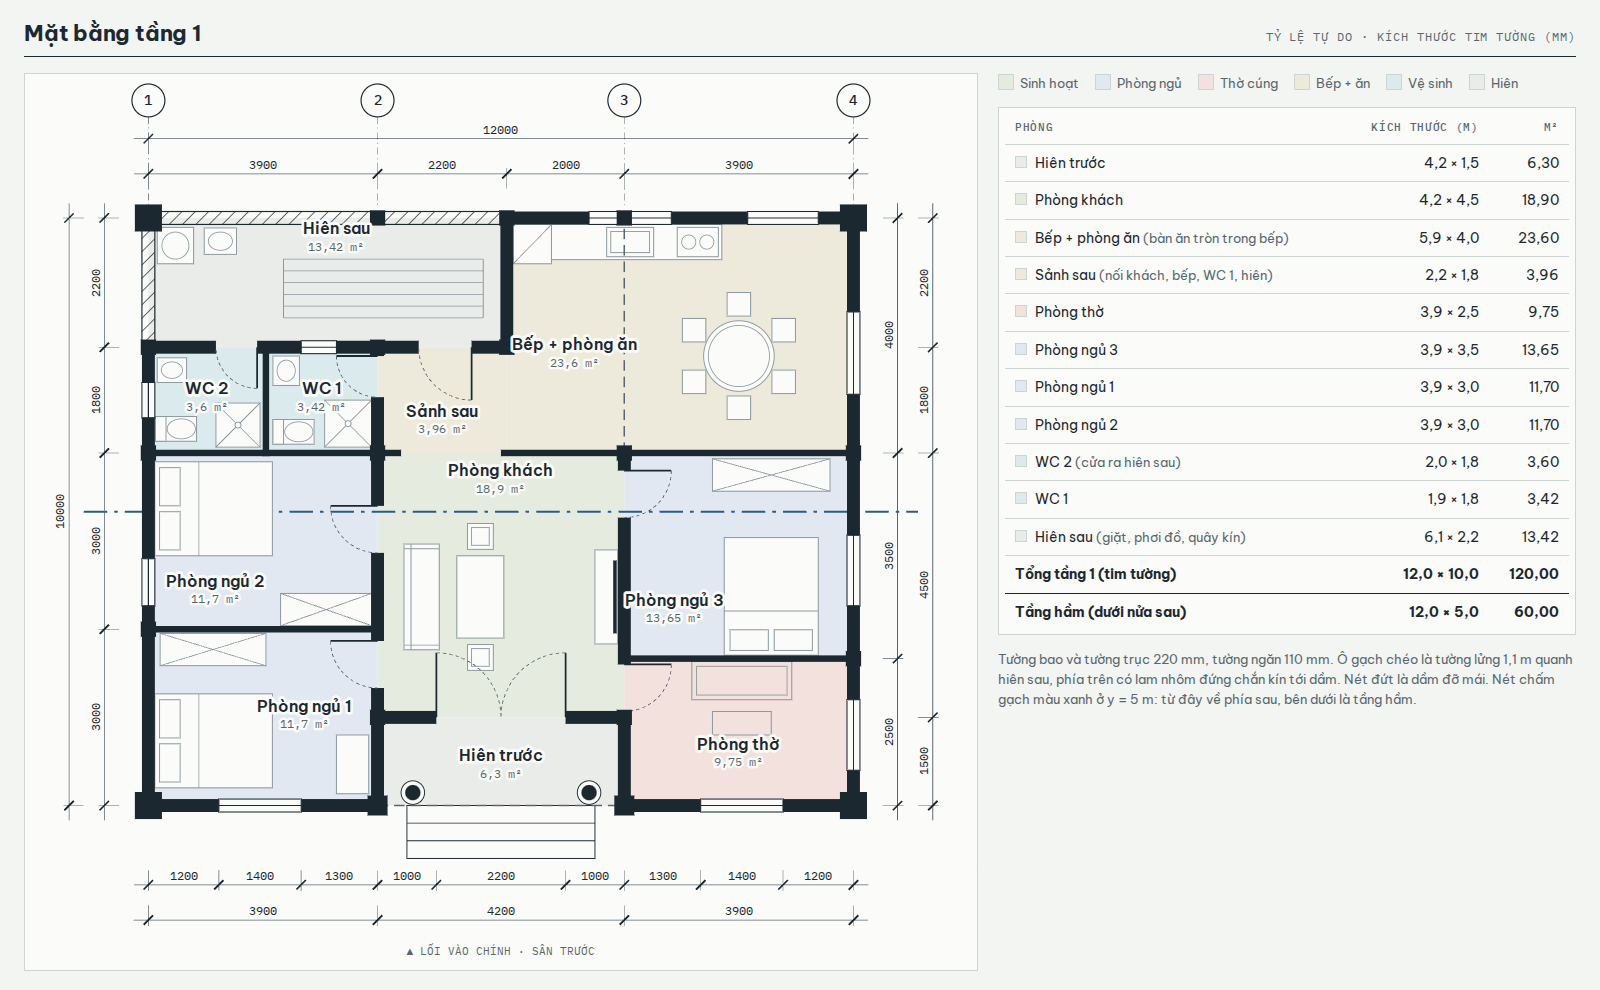 Mặt bằng tầng 1
TỶ LỆ TỰ DO · KÍCH THƯỚC TIM TƯỜNG (MM)
1 2 3 4
12000
3900 2200 2000 3900
Hiên sau
13,42 m²
2200
2200
4000
Bếp + phòng ăn
23,6 m²
WC 2
3,6 m²
WC 1
3,42 m²
Sảnh sau
3,96 m²
1800
1800
Phòng khách
18,9 m²
10000
3000
3500
4500
Phòng ngủ 2
11,7 m²
Phòng ngủ 3
13,65 m²
Phòng ngủ 1
11,7 m²
3000
Hiên trước
6,3 m²
Phòng thờ
9,75 m²
2500
1500
1200 1400 1300 1000 2200 1000 1300 1400 1200
3900 4200 3900
▲ LỐI VÀO CHÍNH · SÂN TRƯỚC
Sinh hoạt Phòng ngủ Thờ cúng Bếp + ăn Vệ sinh Hiên
PHÒNG KÍCH THƯỚC (M) M²
Hiên trước 4,2 × 1,5 6,30
Phòng khách 4,2 × 4,5 18,90
Bếp + phòng ăn (bàn ăn tròn trong bếp) 5,9 × 4,0 23,60
Sảnh sau (nối khách, bếp, WC 1, hiên) 2,2 × 1,8 3,96
Phòng thờ 3,9 × 2,5 9,75
Phòng ngủ 3 3,9 × 3,5 13,65
Phòng ngủ 1 3,9 × 3,0 11,70
Phòng ngủ 2 3,9 × 3,0 11,70
WC 2 (cửa ra hiên sau) 2,0 × 1,8 3,60
WC 1 1,9 × 1,8 3,42
Hiên sau (giặt, phơi đồ, quây kín) 6,1 × 2,2 13,42
Tổng tầng 1 (tim tường) 12,0 × 10,0 120,00
Tầng hầm (dưới nửa sau) 12,0 × 5,0 60,00
Tường bao và tường trục 220 mm, tường ngăn 110 mm. Ô gạch chéo là tường lửng 1,1 m quanh
hiên sau, phía trên có lam nhôm đứng chắn kín tới dầm. Nét đứt là dầm đỡ mái. Nét chấm
gạch màu xanh ở y = 5 m: từ đây về phía sau, bên dưới là tầng hầm.